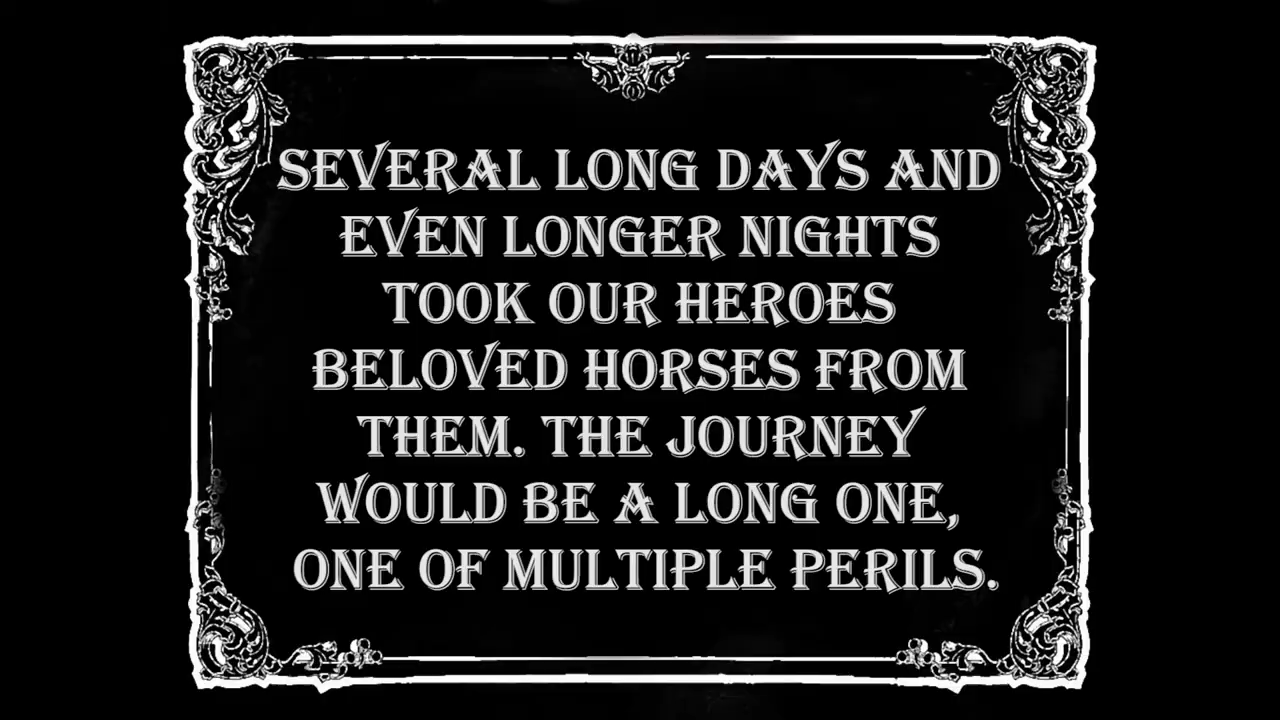 SEVERAL LONG DAYS AND
EVEN LONGER NIGHTS
TOOK OUR HEROES
BELOVED HORSES FROM
THEM. THE JOURNEY
WOULD BE A LONG ONE,
ONE OF MULTIPLE PERILS.